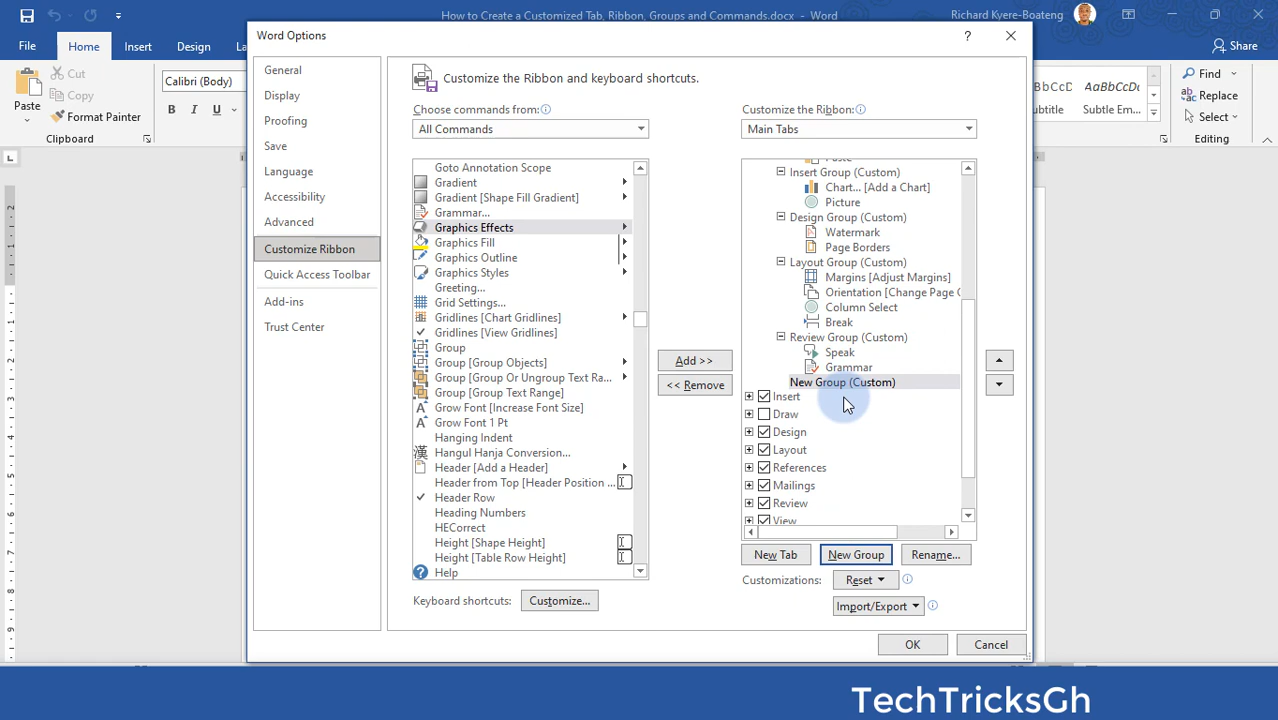 How to Create a Customized Tab, Ribbon, Groups and Commands.docx - Word
Richard Kyere-Boateng
File
Home
Insert
Design
Share
Word Options
?
Paste
Cut
Copy
Format Painter
Clipboard
Calibri (Body)
B I U
Subtle Em...
AaBbCcDc
Find
Replace
Select
Editing
General
Display
Proofing
Save
Language
Accessibility
Advanced
Customize Ribbon
Quick Access Toolbar
Add-ins
Trust Center
Customize the Ribbon and keyboard shortcuts.
Choose commands from:
All Commands
Goto Annotation Scope
Gradient
Gradient [Shape Fill Gradient]
Grammar...
Graphics Effects
Graphics Fill
Graphics Outline
Graphics Styles
Greeting...
Grid Settings...
Gridlines [Chart Gridlines]
Gridlines [View Gridlines]
Group
Group [Group Objects]
Group [Group Or Ungroup Text Ra...
Group [Group Text Range]
Grow Font [Increase Font Size]
Grow Font 1 Pt
Hanging Indent
Hangul Hanja Conversion...
Header [Add a Header]
Header from Top [Header Position ...
Header Row
Heading Numbers
HECorrect
Height [Shape Height]
Height [Table Row Height]
Help
Keyboard shortcuts:
Customize...
Add >>
<< Remove
Customize the Ribbon:
Main Tabs
Paste
Insert Group (Custom)
Chart... [Add a Chart]
Picture
Design Group (Custom)
Watermark
Page Borders
Layout Group (Custom)
Margins [Adjust Margins]
Orientation [Change Page
Column Select
Break
Review Group (Custom)
Speak
Grammar
New Group (Custom)
Insert
Draw
Design
Layout
References
Mailings
Review
View
New Tab
New Group
Rename...
Customizations:
Reset
Import/Export
OK
Cancel
TechTricksGh